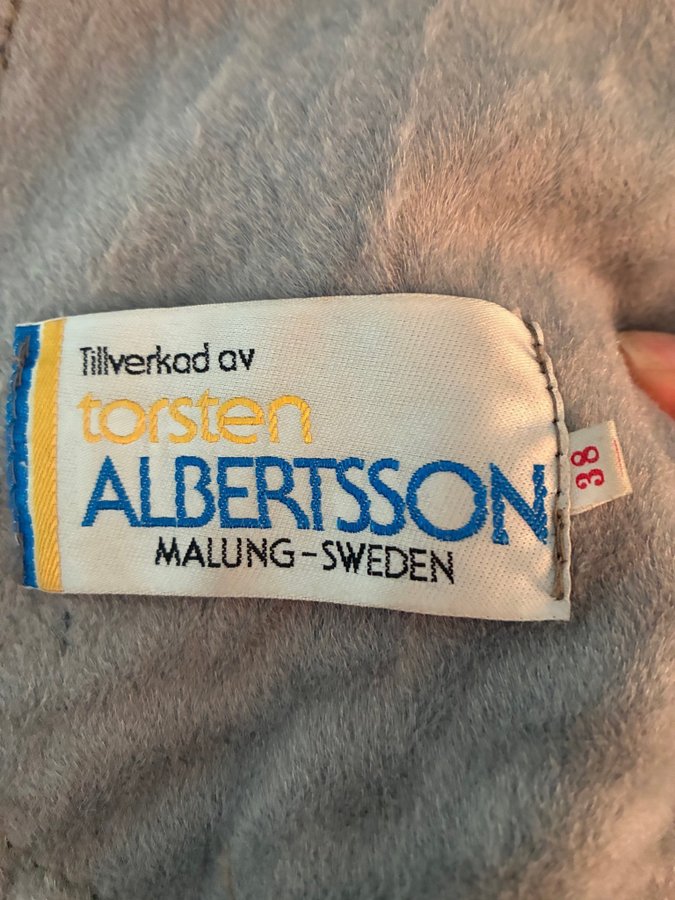 Tillverkad av
torsten
ALBERTSSON
MALUNG-SWEDEN
38